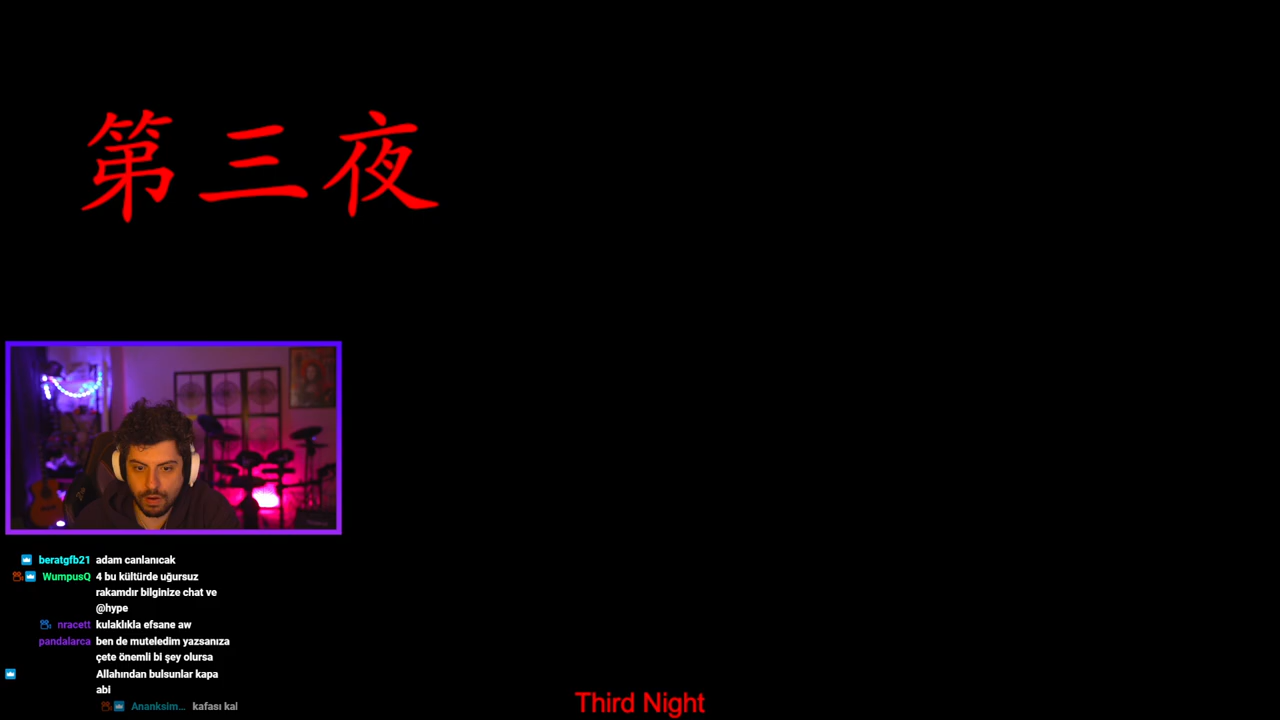 第三夜
beratgfb21 adam canlanıcak
WumpusQ 4 bu kültürde uğursuz
rakamdır bilginize chat ve
@hype
nracett kulaklıkla efsane aw
pandalarca ben de muteledim yazsanıza
çete önemli bi şey olursa
Allahından bulsunlar kapa
abi
Ananksim... kafası kal
Third Night